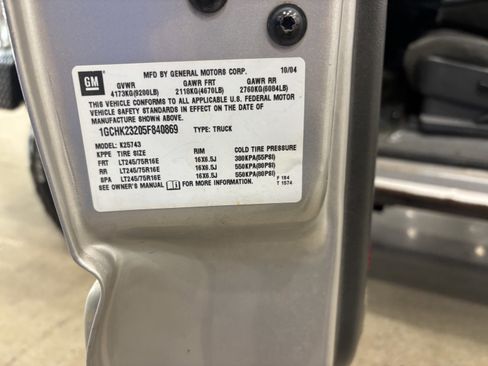 GM
MFD BY GENERAL MOTORS CORP. 10/04
GVWR GAWR FRT GAWR RR
4173KG(9200LB) 2118KG(4670LB) 2760KG(6084LB)
THIS VEHICLE CONFORMS TO ALL APPLICABLE U.S. FEDERAL MOTOR
VEHICLE SAFETY STANDARDS IN EFFECT ON THE DATE OF
MANUFACTURE SHOWN ABOVE.
1GCHK23205F840869 TYPE: TRUCK
MODEL: K25743
KPPE TIRE SIZE RIM COLD TIRE PRESSURE
FRT LT245/75R16E 16X6.5J 380KPA(55PSI)
RR LT245/75R16E 16X6.5J 550KPA(80PSI)
SPA LT245/75R16E 16X6.5J 550KPA(80PSI)
SEE OWNER'S MANUAL FOR MORE INFORMATION.
F 184
T 1574